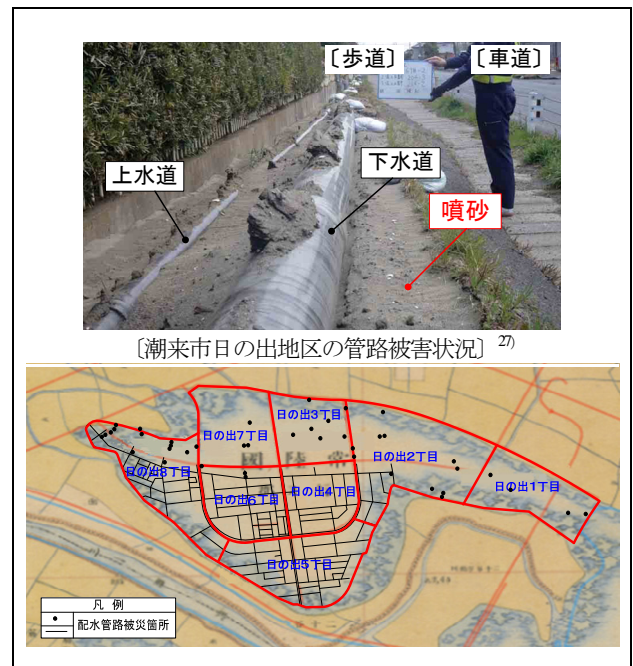 〔歩道〕
〔車道〕
上水道
下水道
噴砂
〔潮来市日の出地区の管路被害状況〕27)
日の出3丁目
日の出7丁目
日の出2丁目
日の出8丁目
日の出6丁目
日の出4丁目
日の出1丁目
日の出5丁目
國陸常
凡 例
配水管路被災箇所